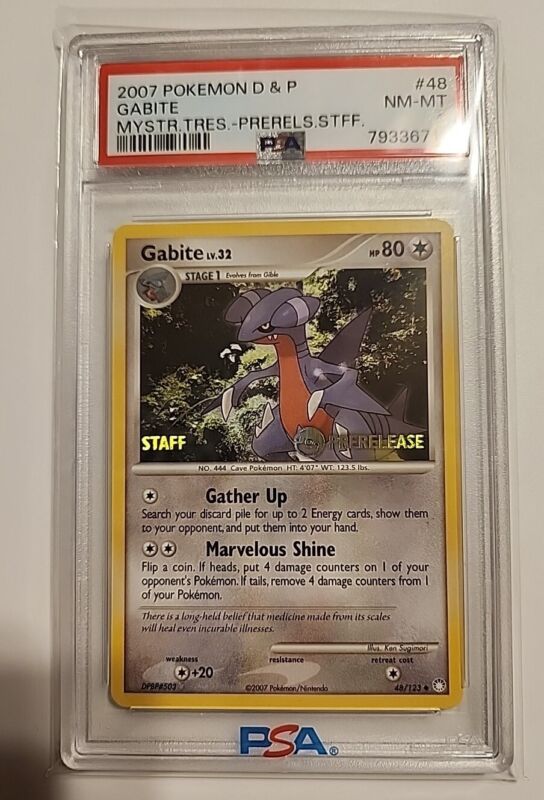 2007 POKEMON D & P #48
GABITE NM-MT
MYSTR.TRES.-PRERELS.STFF. 793367
PSA
Gabite LV.32 HP 80
STAGE 1 Evolves from Gible
STAFF PRERELEASE
NO. 444 Cave Pokémon HT: 4'07" WT: 123.5 lbs.
Gather Up
Search your discard pile for up to 2 Energy cards, show them
to your opponent, and put them into your hand.
Marvelous Shine
Flip a coin. If heads, put 4 damage counters on 1 of your
opponent's Pokémon. If tails, remove 4 damage counters from 1
of your Pokémon.
There is a long-held belief that medicine made from its scales
will heal even incurable illnesses.
Illus. Ken Sugimori
weakness resistance retreat cost
+20
DPBP#503 ©2007 Pokémon/Nintendo 48/123
PSA®